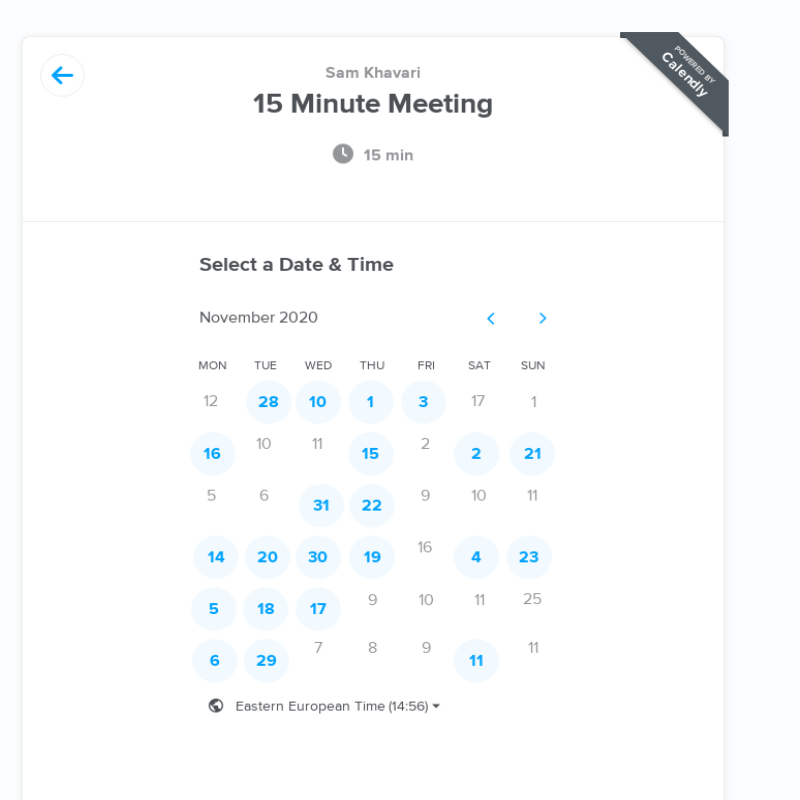 POWERED BY
Calendly
Sam Khavari
15 Minute Meeting
15 min
Select a Date & Time
November 2020
MON TUE WED THU FRI SAT SUN
12 28 10 1 3 17 1
16 10 11 15 2 2 21
5 6 31 22 9 10 11
14 20 30 19 16 4 23
5 18 17 9 10 11 25
6 29 7 8 9 11 11
Eastern European Time (14:56)